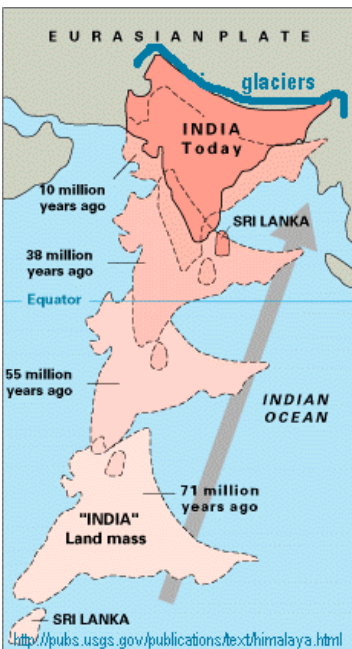 EURASIAN PLATE
glaciers
INDIA
Today
10 million
years ago
SRI LANKA
38 million
years ago
Equator
55 million
years ago
INDIAN
OCEAN
71 million
years ago
"INDIA"
Land mass
SRI LANKA
http://pubs.usgs.gov/publications/text/himalaya.html